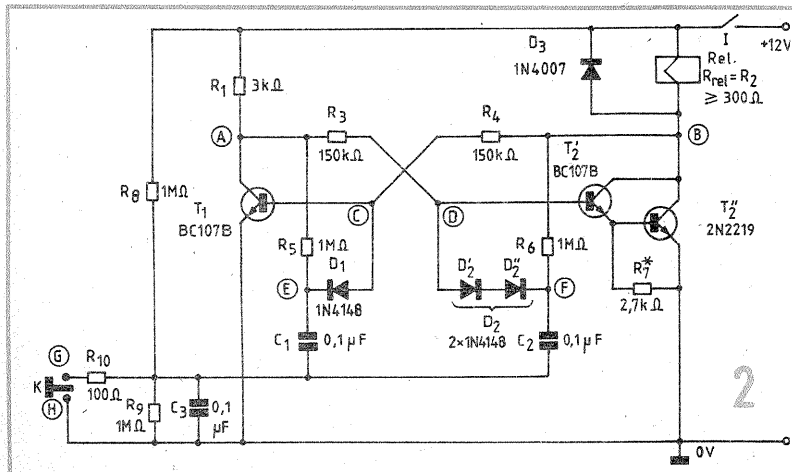 D3
1N4007
I
+12V
Rel.
Rrel=R2
≥ 300Ω
R1
3kΩ
A
R3
150kΩ
R4
150kΩ
B
R8
1MΩ
T1
BC107B
C
D
T2'
BC107B
T2''
2N2219
R5
1MΩ
D1
1N4148
E
R6
1MΩ
D2'
D2''
D2
2×1N4148
F
R7*
2,7kΩ
C1
0,1µF
C2
0,1µF
G
K
H
R10
100Ω
R9
1MΩ
C3
0,1
µF
2
0V